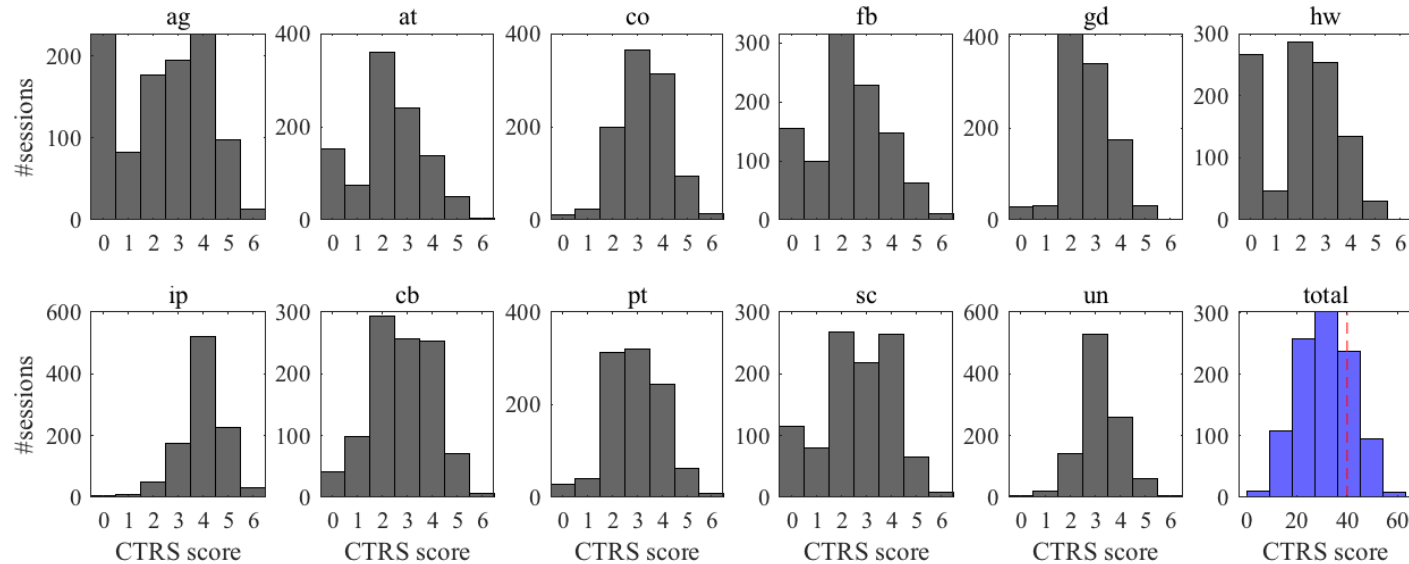 ag at co fb gd hw
200 400 400 300 400 300
#sessions
100 200 200 200 200 200
100 100
0 0 0 0 0 0
0 1 2 3 4 5 6 0 1 2 3 4 5 6 0 1 2 3 4 5 6 0 1 2 3 4 5 6 0 1 2 3 4 5 6 0 1 2 3 4 5 6
ip cb pt sc un total
600 300 400 300 600 300
#sessions
400 200 200 200 400 200
200 100 100 200 100
0 0 0 0 0 0
0 1 2 3 4 5 6 0 1 2 3 4 5 6 0 1 2 3 4 5 6 0 1 2 3 4 5 6 0 1 2 3 4 5 6 0 20 40 60
CTRS score CTRS score CTRS score CTRS score CTRS score CTRS score